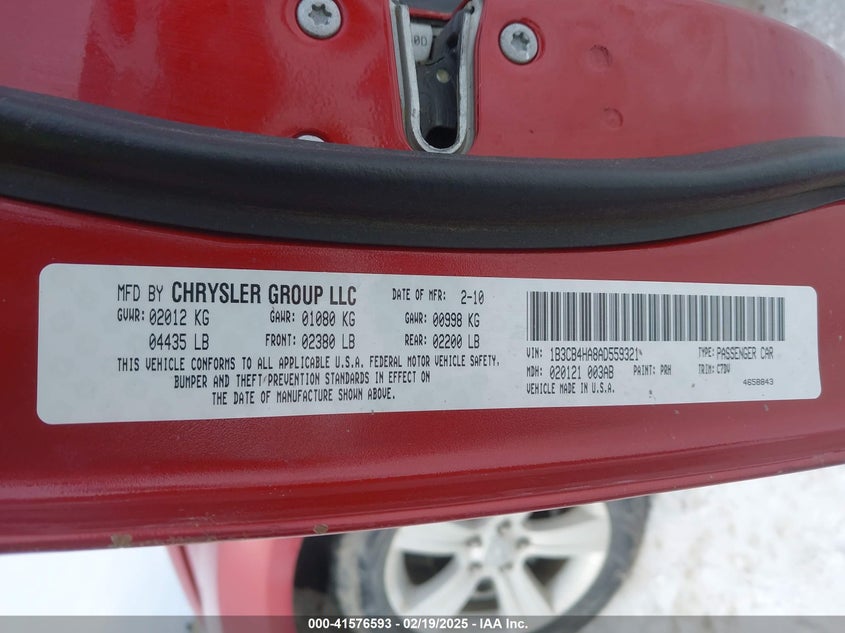 MFD BY CHRYSLER GROUP LLC DATE OF MFR: 2-10
GVWR: 02012 KG GAWR: 01080 KG GAWR: 00998 KG
04435 LB FRONT: 02380 LB REAR: 02200 LB
THIS VEHICLE CONFORMS TO ALL APPLICABLE U.S.A. FEDERAL MOTOR VEHICLE SAFETY,
BUMPER AND THEFT/PREVENTION STANDARDS IN EFFECT ON
THE DATE OF MANUFACTURE SHOWN ABOVE.
VIN: 1B3CB4HA8AD559321* TYPE: PASSENGER CAR
MDH: 020121 003AB PAINT: PRH TRIM: C7DV
VEHICLE MADE IN U.S.A. 4658843
000-41576593 - 02/19/2025 - IAAI.COM